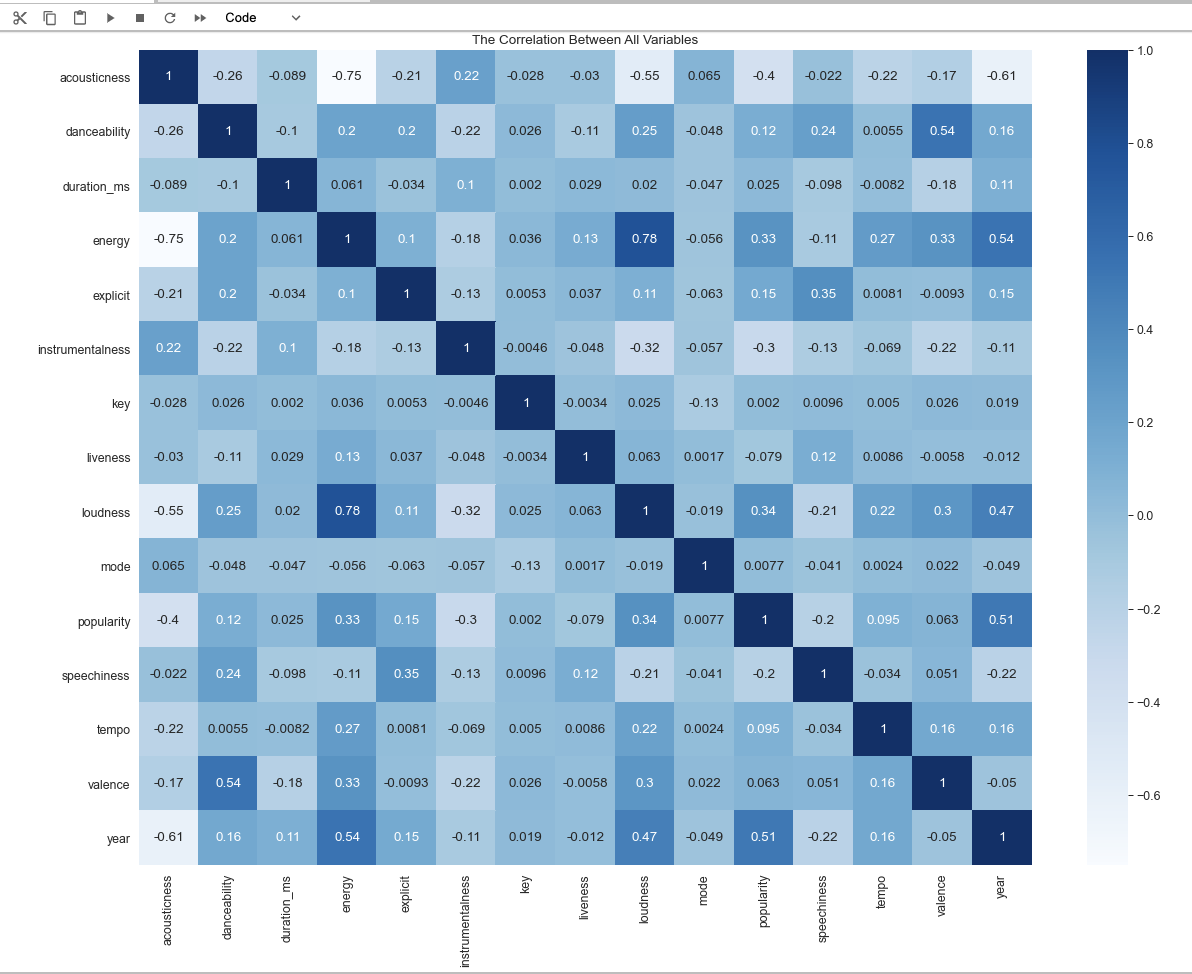 Code
The Correlation Between All Variables
acousticness 1 -0.26 -0.089 -0.75 -0.21 0.22 -0.028 -0.03 -0.55 0.065 -0.4 -0.022 -0.22 -0.17 -0.61
danceability -0.26 1 -0.1 0.2 0.2 -0.22 0.026 -0.11 0.25 -0.048 0.12 0.24 0.0055 0.54 0.16
duration_ms -0.089 -0.1 1 0.061 -0.034 0.1 0.002 0.029 0.02 -0.047 0.025 -0.098 -0.0082 -0.18 0.11
energy -0.75 0.2 0.061 1 0.1 -0.18 0.036 0.13 0.78 -0.056 0.33 -0.11 0.27 0.33 0.54
explicit -0.21 0.2 -0.034 0.1 1 -0.13 0.0053 0.037 0.11 -0.063 0.15 0.35 0.0081 -0.0093 0.15
instrumentalness 0.22 -0.22 0.1 -0.18 -0.13 1 -0.0046 -0.048 -0.32 -0.057 -0.3 -0.13 -0.069 -0.22 -0.11
key -0.028 0.026 0.002 0.036 0.0053 -0.0046 1 -0.0034 0.025 -0.13 0.002 0.0096 0.005 0.026 0.019
liveness -0.03 -0.11 0.029 0.13 0.037 -0.048 -0.0034 1 0.063 0.0017 -0.079 0.12 0.0086 -0.0058 -0.012
loudness -0.55 0.25 0.02 0.78 0.11 -0.32 0.025 0.063 1 -0.019 0.34 -0.21 0.22 0.3 0.47
mode 0.065 -0.048 -0.047 -0.056 -0.063 -0.057 -0.13 0.0017 -0.019 1 0.0077 -0.041 0.0024 0.022 -0.049
popularity -0.4 0.12 0.025 0.33 0.15 -0.3 0.002 -0.079 0.34 0.0077 1 -0.2 0.095 0.063 0.51
speechiness -0.022 0.24 -0.098 -0.11 0.35 -0.13 0.0096 0.12 -0.21 -0.041 -0.2 1 -0.034 0.051 -0.22
tempo -0.22 0.0055 -0.0082 0.27 0.0081 -0.069 0.005 0.0086 0.22 0.0024 0.095 -0.034 1 0.16 0.16
valence -0.17 0.54 -0.18 0.33 -0.0093 -0.22 0.026 -0.0058 0.3 0.022 0.063 0.051 0.16 1 -0.05
year -0.61 0.16 0.11 0.54 0.15 -0.11 0.019 -0.012 0.47 -0.049 0.51 -0.22 0.16 -0.05 1
acousticness
danceability
duration_ms
energy
explicit
instrumentalness
key
liveness
loudness
mode
popularity
speechiness
tempo
valence
year
1.0
0.8
0.6
0.4
0.2
0.0
−0.2
−0.4
−0.6